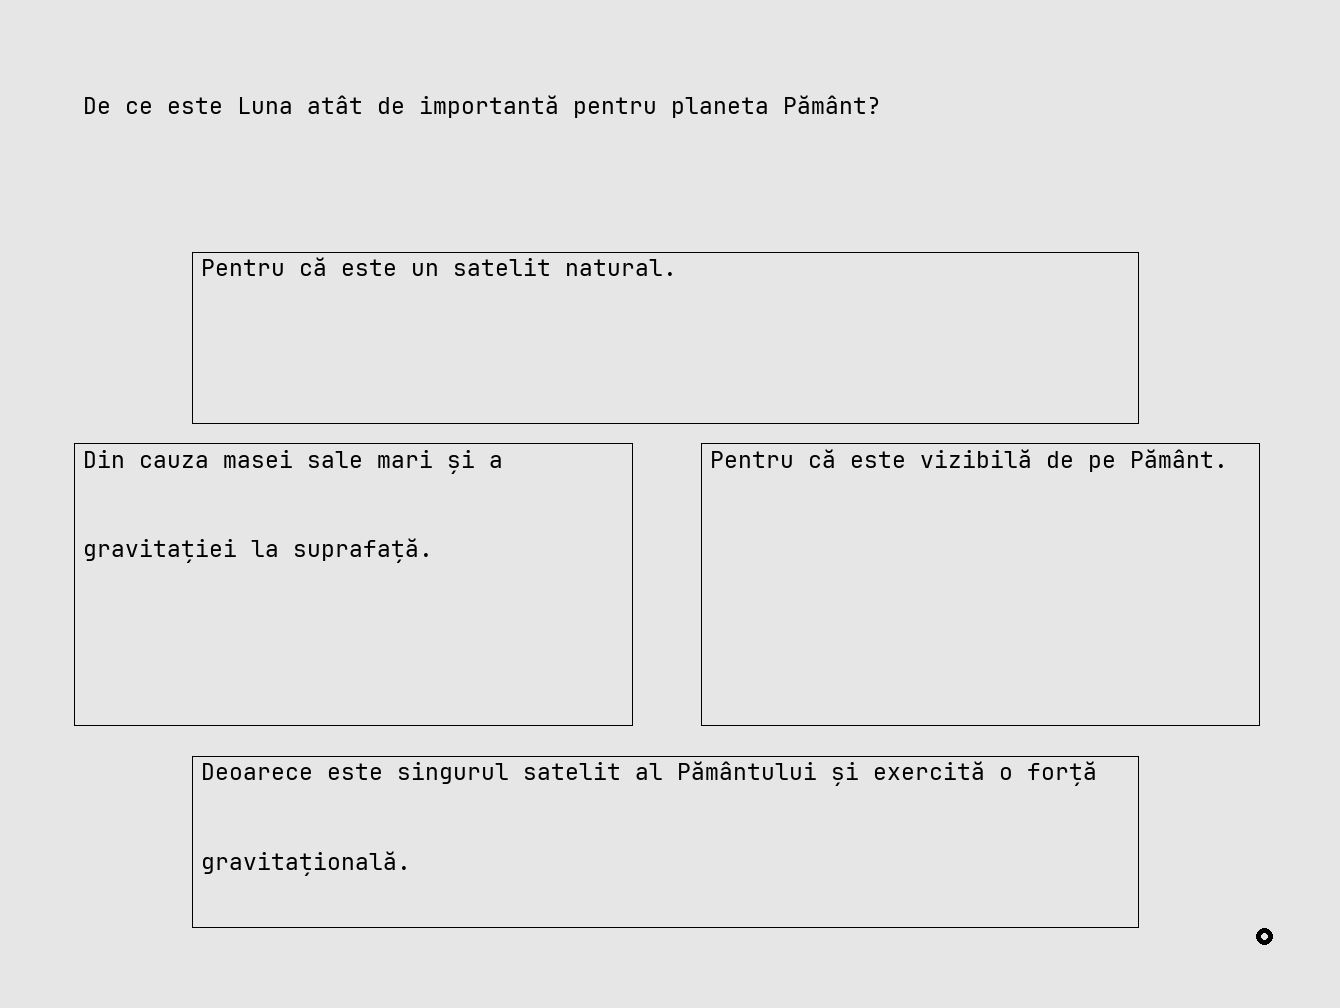 De ce este Luna atât de importantă pentru planeta Pământ?
Pentru că este un satelit natural.
Din cauza masei sale mari și a
gravitației la suprafață.
Pentru că este vizibilă de pe Pământ.
Deoarece este singurul satelit al Pământului și exercită o forță
gravitațională.